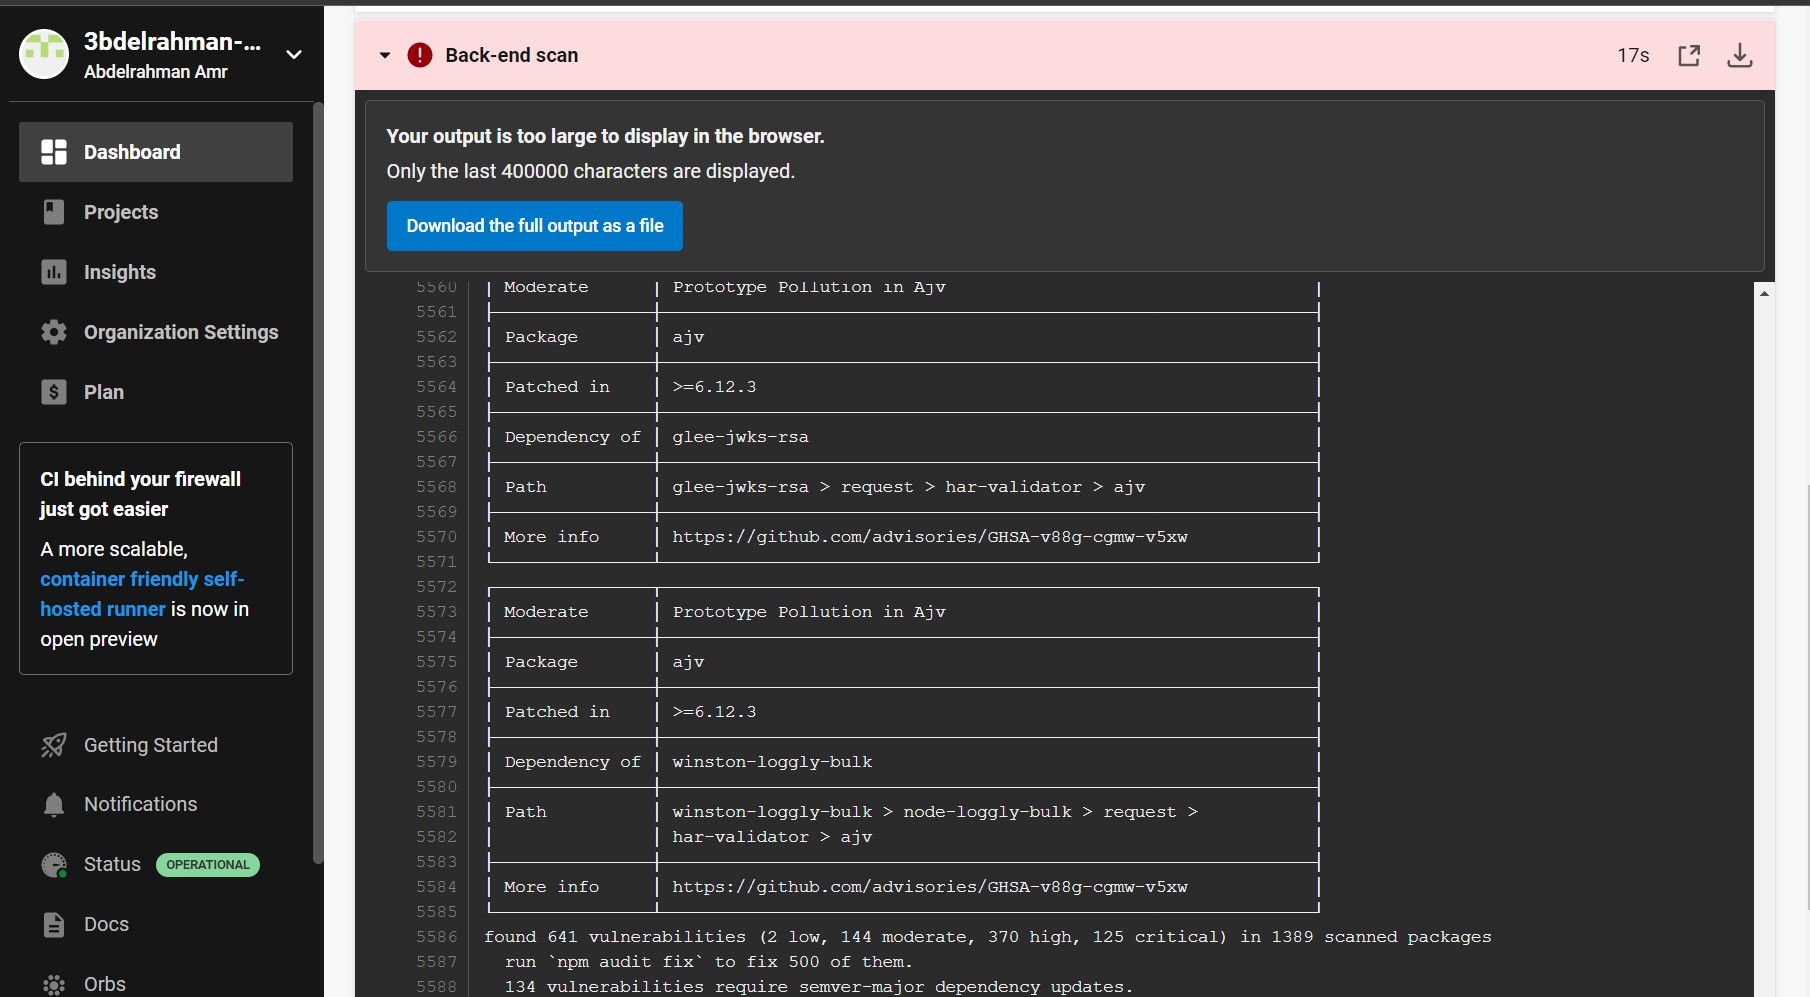 3bdelrahman-...
Abdelrahman Amr
Dashboard
Projects
Insights
Organization Settings
Plan
CI behind your firewall
just got easier
A more scalable,
container friendly self-
hosted runner is now in
open preview
Getting Started
Notifications
Status OPERATIONAL
Docs
Orbs
Back-end scan 17s
Your output is too large to display in the browser.
Only the last 400000 characters are displayed.
Download the full output as a file
5560 Moderate Prototype Pollution in Ajv
5561
5562 Package ajv
5563
5564 Patched in >=6.12.3
5565
5566 Dependency of glee-jwks-rsa
5567
5568 Path glee-jwks-rsa > request > har-validator > ajv
5569
5570 More info https://github.com/advisories/GHSA-v88g-cgmw-v5xw
5571
5572
5573 Moderate Prototype Pollution in Ajv
5574
5575 Package ajv
5576
5577 Patched in >=6.12.3
5578
5579 Dependency of winston-loggly-bulk
5580
5581 Path winston-loggly-bulk > node-loggly-bulk > request >
5582 har-validator > ajv
5583
5584 More info https://github.com/advisories/GHSA-v88g-cgmw-v5xw
5585
5586 found 641 vulnerabilities (2 low, 144 moderate, 370 high, 125 critical) in 1389 scanned packages
5587 run `npm audit fix` to fix 500 of them.
5588 134 vulnerabilities require semver-major dependency updates.